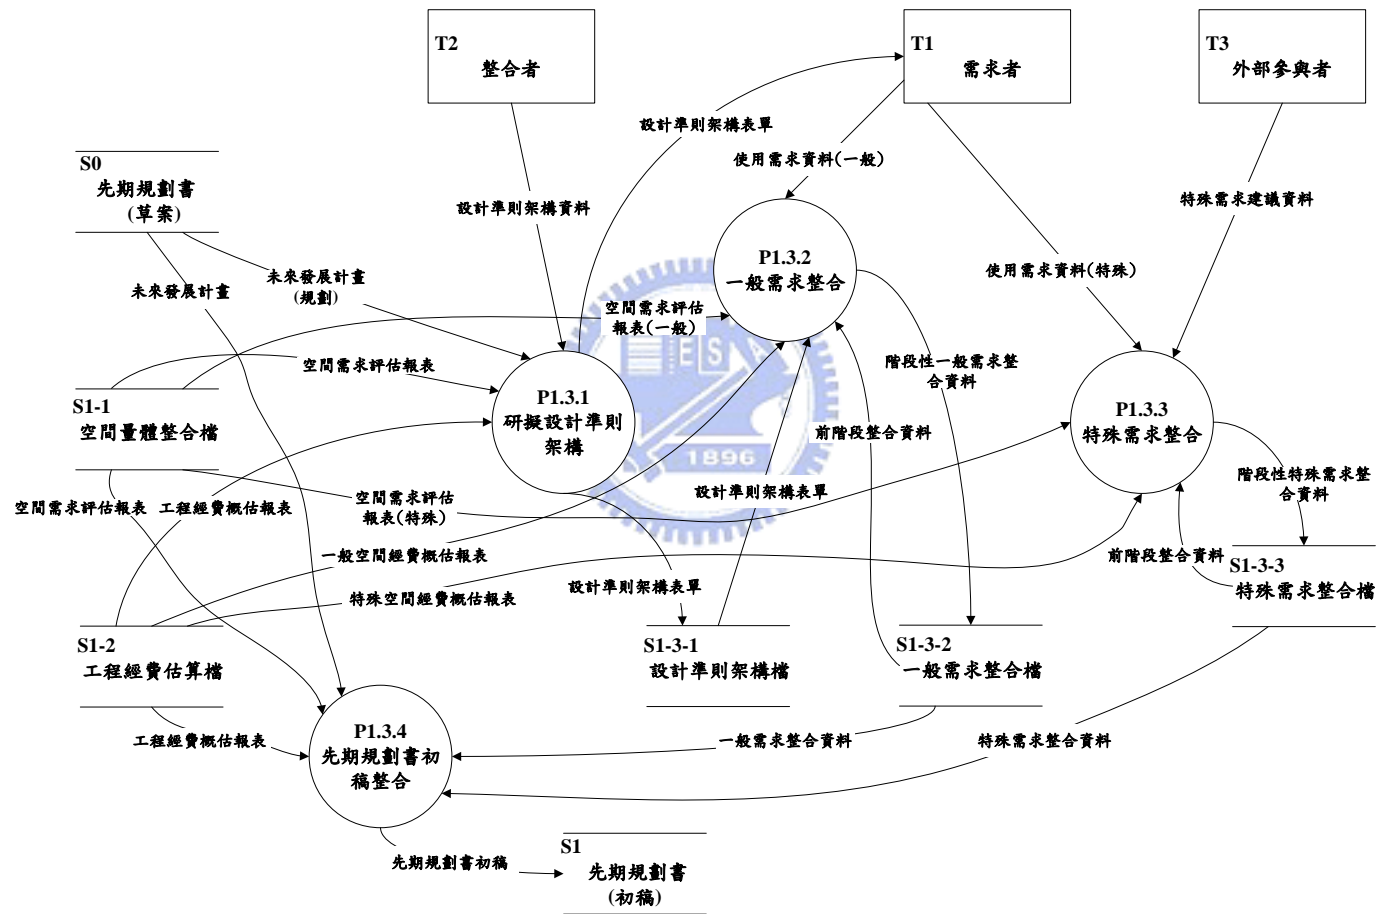 T2
整合者
T1
需求者
T3
外部參與者
設計準則架構表單
使用需求資料(一般)
S0
先期規劃書
(草案)
設計準則架構資料
特殊需求建議資料
P1.3.2
一般需求整合
未來發展計畫
未來發展計畫
(規劃)
使用需求資料(特殊)
空間需求評估
報表(一般)
空間需求評估報表
階段性一般需求整
合資料
ES
S1-1
空間量體整合檔
P1.3.1
研擬設計準則
架構
P1.3.3
特殊需求整合
前階段整合資料
1896
設計準則架構表單
階段性特殊需求整
合資料
空間需求評估報表
工程經費概估報表
空間需求評估
報表(特殊)
一般空間經費概估報表
前階段整合資料
S1-3-3
特殊需求整合檔
設計準則架構表單
特殊空間經費概估報表
S1-2
工程經費估算檔
S1-3-1
設計準則架構檔
S1-3-2
一般需求整合檔
工程經費概估報表
P1.3.4
先期規劃書初
稿整合
一般需求整合資料
特殊需求整合資料
先期規劃書初稿
S1
先期規劃書
(初稿)